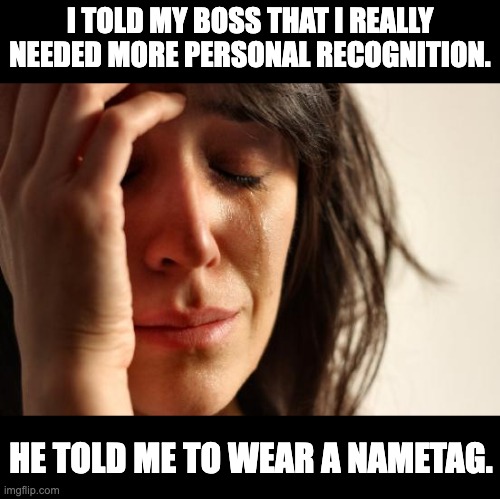 I TOLD MY BOSS THAT I REALLY
NEEDED MORE PERSONAL RECOGNITION.
HE TOLD ME TO WEAR A NAMETAG.
imgflip.com